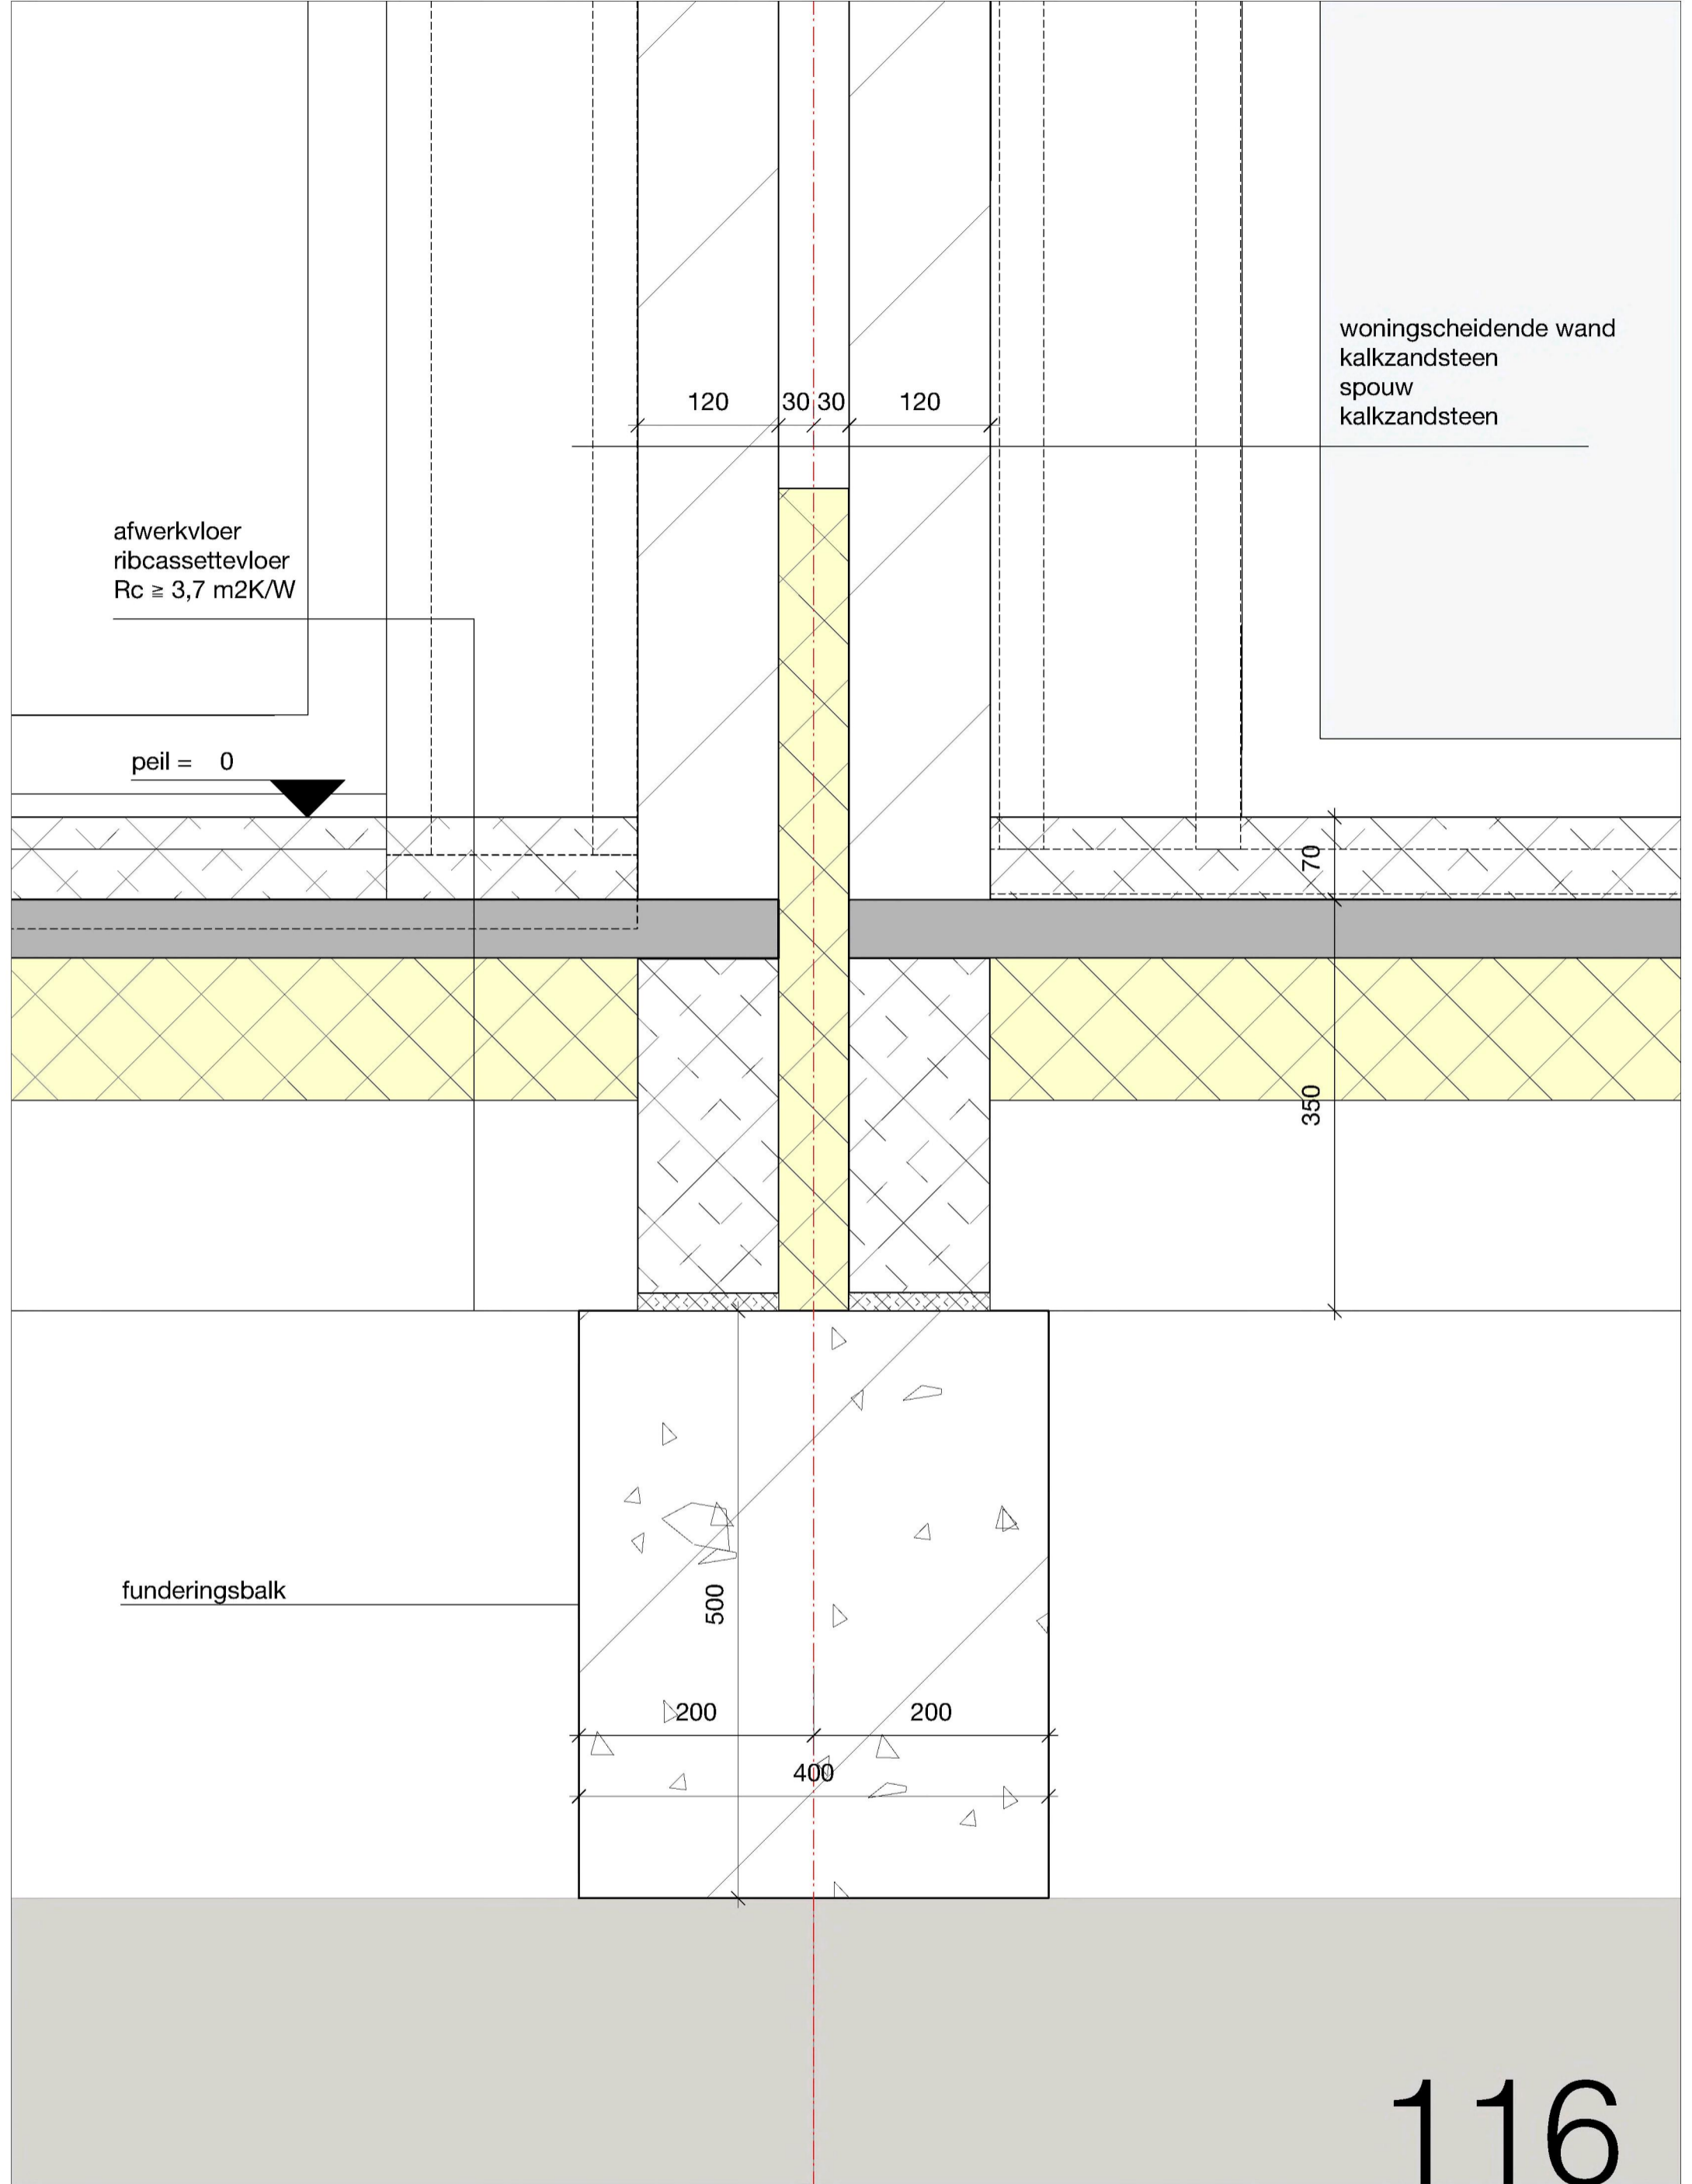 woningscheidende wand
kalkzandsteen
spouw
kalkzandsteen
120 30 30 120
afwerkvloer
ribcassettevloer
Rc ≧ 3,7 m2K/W
peil = 0
70
350
funderingsbalk
500
200 200
400
116